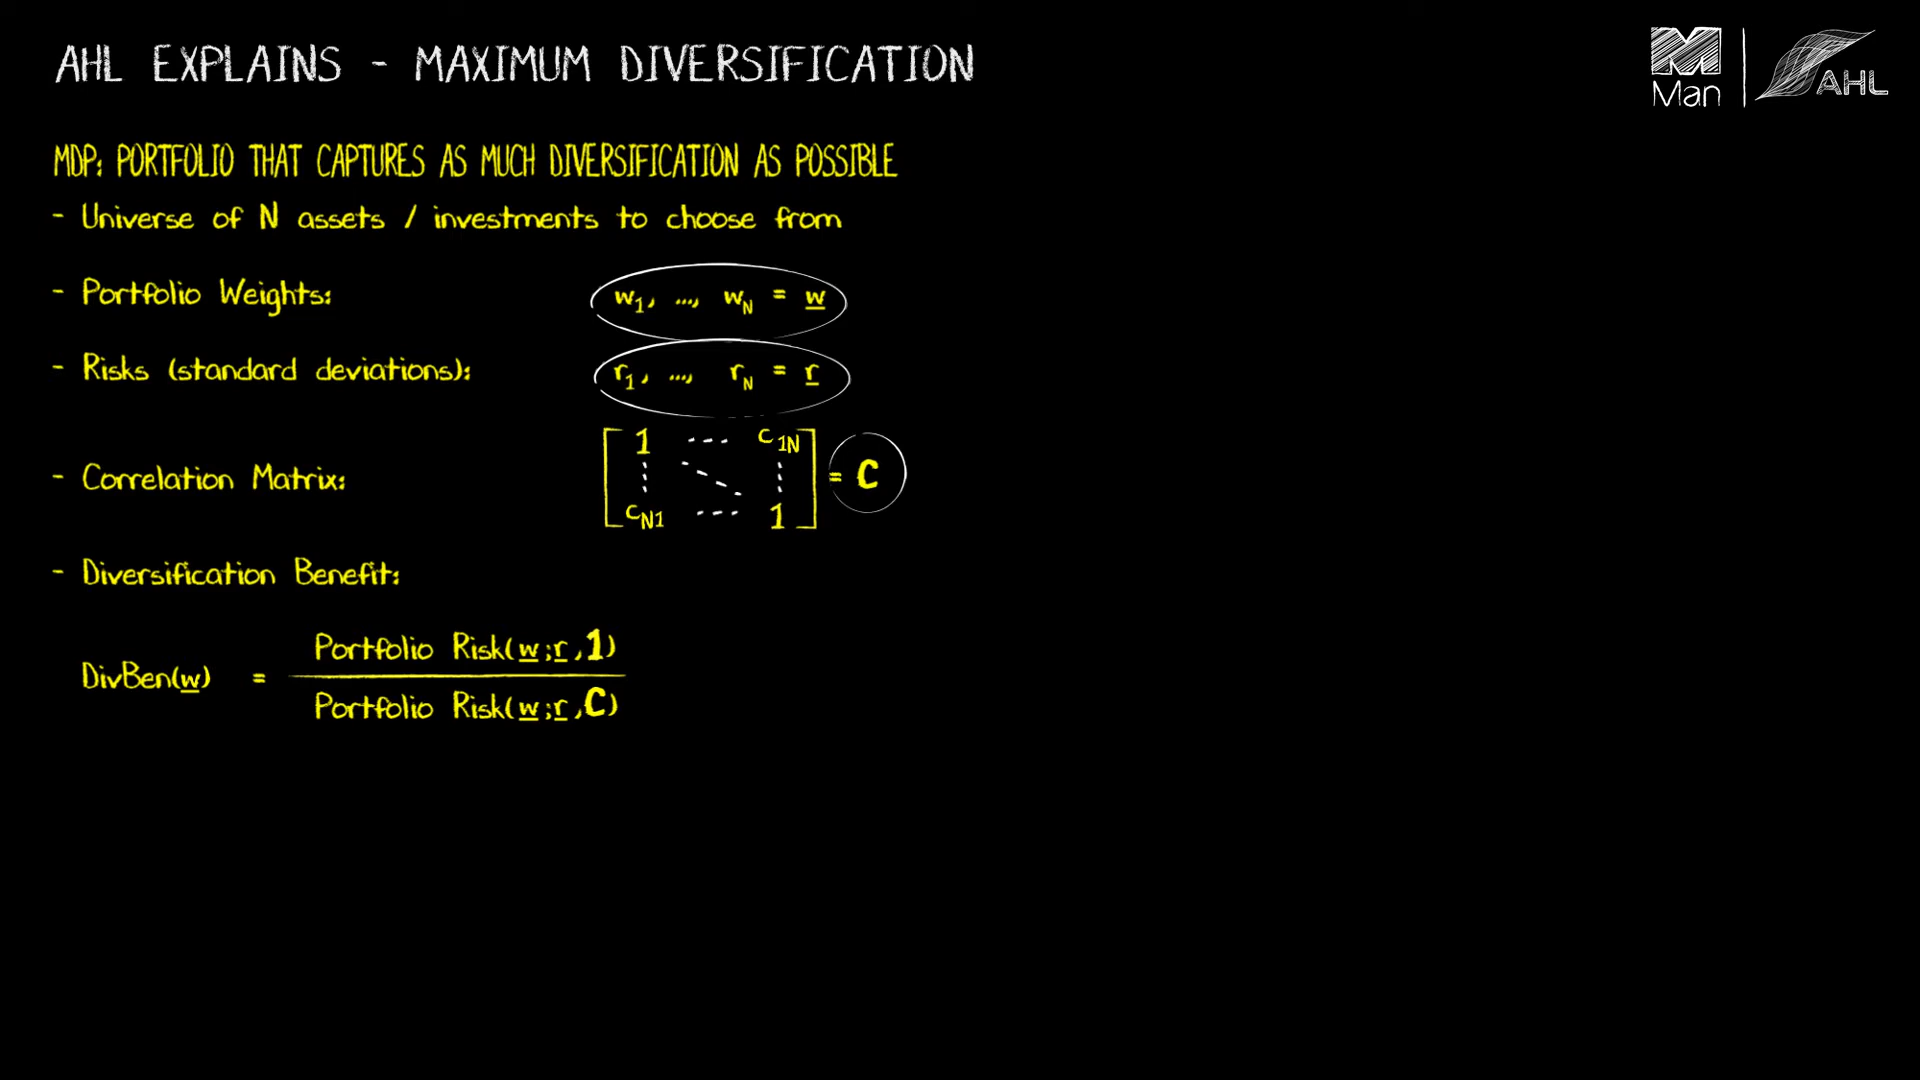 AHL EXPLAINS - MAXIMUM DIVERSIFICATION
Man | AHL
MDP: PORTFOLIO THAT CAPTURES AS MUCH DIVERSIFICATION AS POSSIBLE
- Universe of N assets / investments to choose from
- Portfolio Weights: w1, ..., wN = w
- Risks (standard deviations): r1, ..., rN = r
- Correlation Matrix:
1 --- c1N
cN1 --- 1
= C
- Diversification Benefit:
Portfolio Risk(w;r,1)
DivBen(w) =
Portfolio Risk(w;r,C)